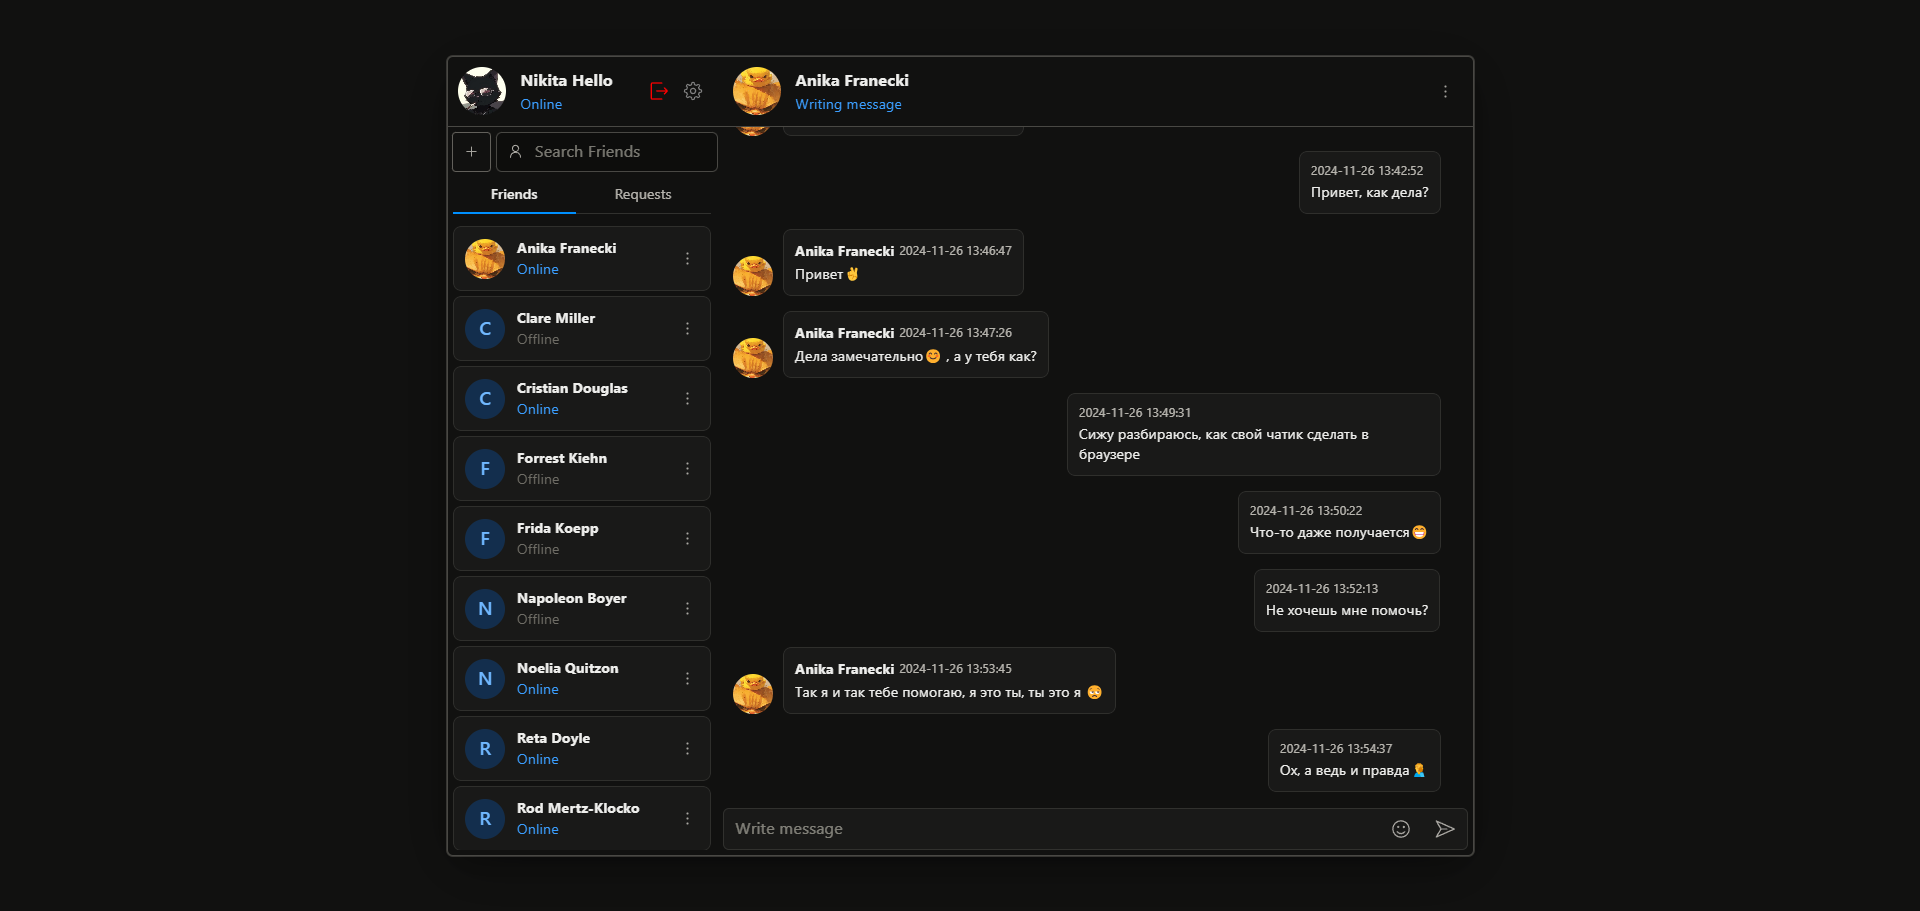 Nikita Hello
Online
Search Friends
Friends
Requests
Anika Franecki
Online
C
Clare Miller
Offline
C
Cristian Douglas
Online
F
Forrest Kiehn
Offline
F
Frida Koepp
Offline
N
Napoleon Boyer
Offline
N
Noelia Quitzon
Online
R
Reta Doyle
Online
R
Rod Mertz-Klocko
Online
Anika Franecki
Writing message
2024-11-26 13:42:52
Привет, как дела?
Anika Franecki 2024-11-26 13:46:47
Привет✌
Anika Franecki 2024-11-26 13:47:26
Дела замечательно😊 , а у тебя как?
2024-11-26 13:49:31
Сижу разбираюсь, как свой чатик сделать в
браузере
2024-11-26 13:50:22
Что-то даже получается😁
2024-11-26 13:52:13
Не хочешь мне помочь?
Anika Franecki 2024-11-26 13:53:45
Так я и так тебе помогаю, я это ты, ты это я 😳
2024-11-26 13:54:37
Ох, а ведь и правда🤦‍♂️
Write message